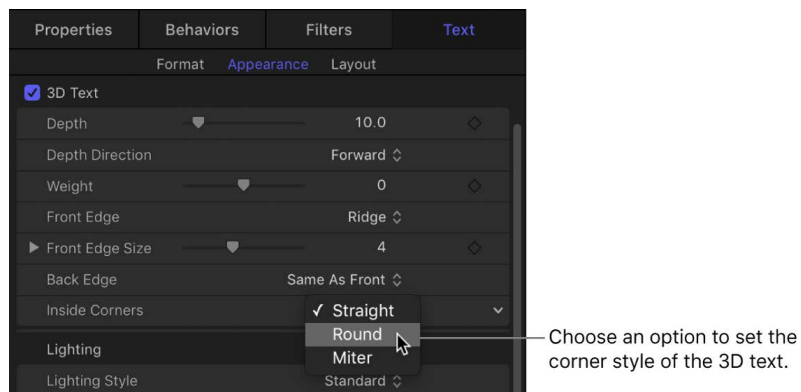 Properties Behaviors Filters Text
Format Appearance Layout
3D Text
Depth 10.0
Depth Direction Forward
Weight 0
Front Edge Ridge
Front Edge Size 4
Back Edge Same As Front
Inside Corners ✓ Straight
Round
Miter
Lighting
Lighting Style Standard
Choose an option to set the
corner style of the 3D text.